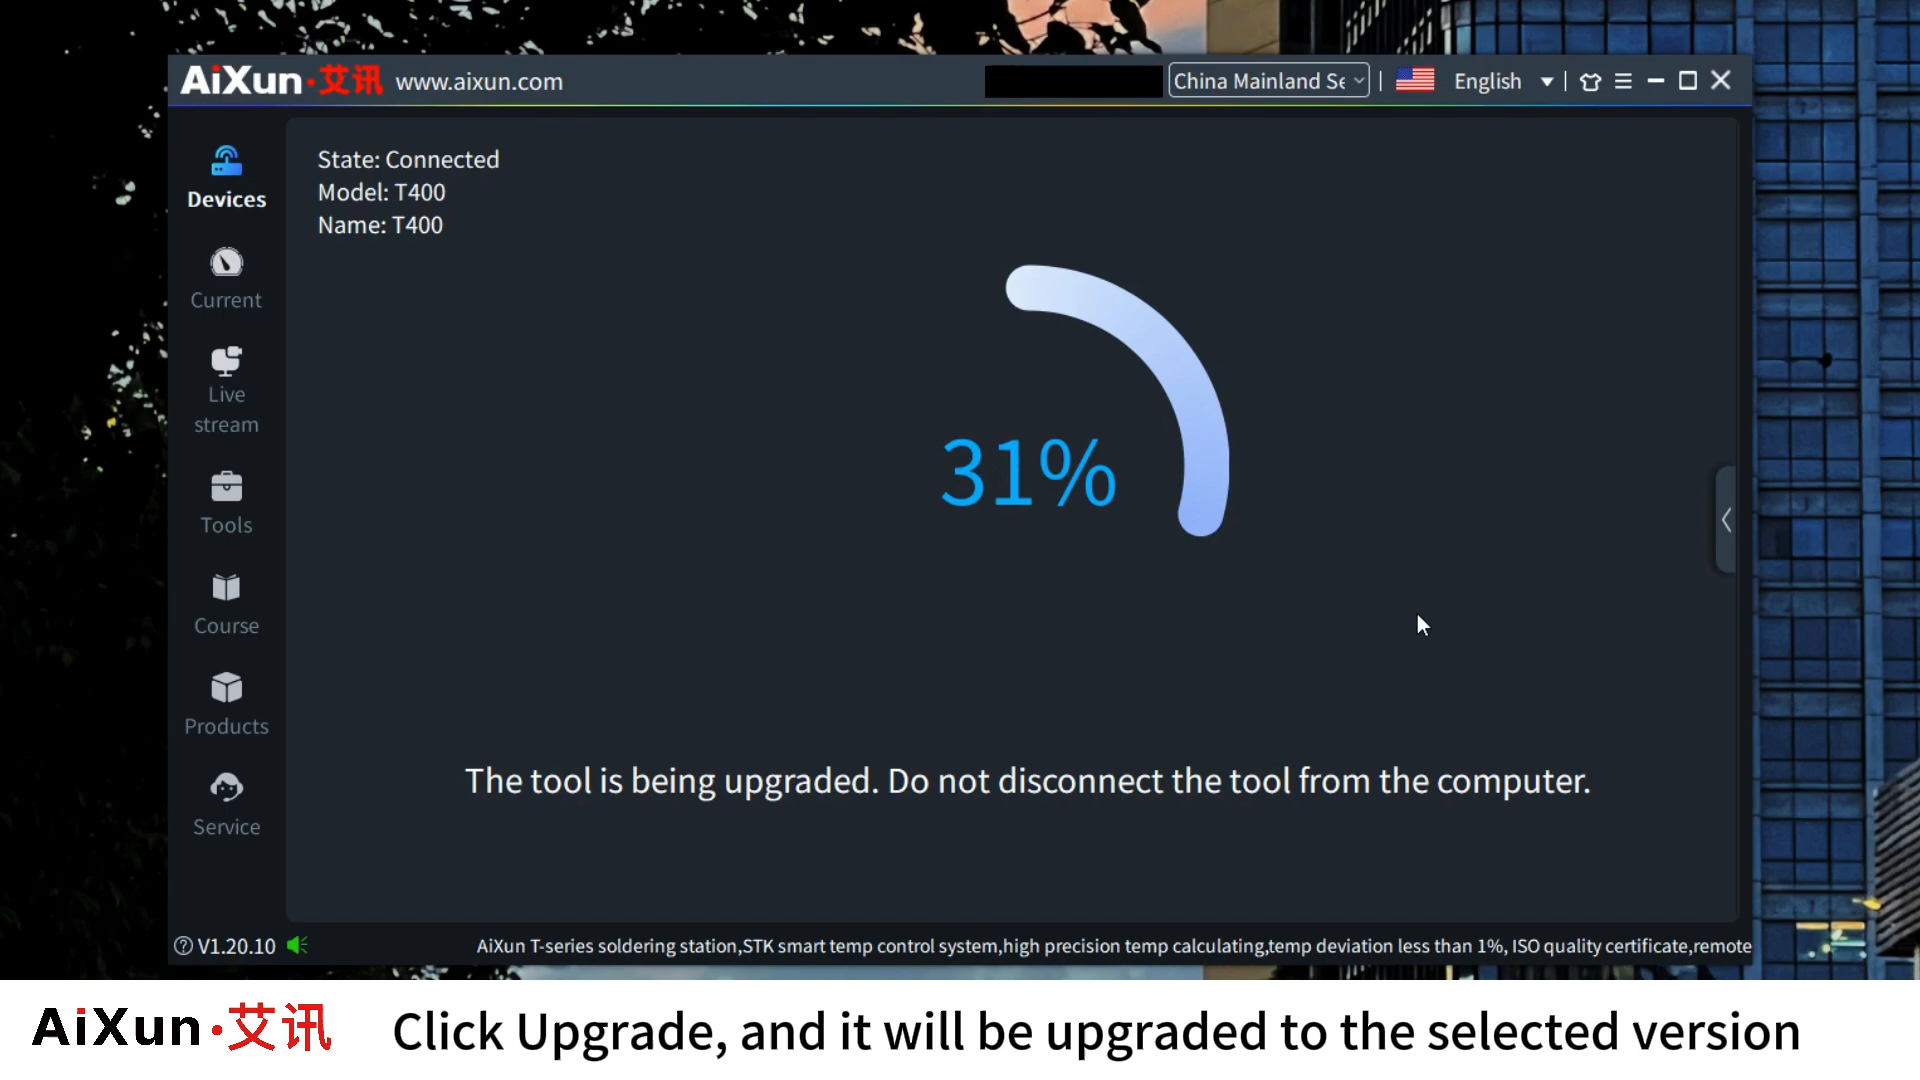 AiXun·艾讯 www.aixun.com
China Mainland Se
English
State: Connected
Model: T400
Name: T400
Devices
Current
Live
stream
Tools
Course
Products
Service
31%
The tool is being upgraded. Do not disconnect the tool from the computer.
V1.20.10
AiXun T-series soldering station,STK smart temp control system,high precision temp calculating,temp deviation less than 1%, ISO quality certificate,remote
AiXun·艾讯 Click Upgrade, and it will be upgraded to the selected version